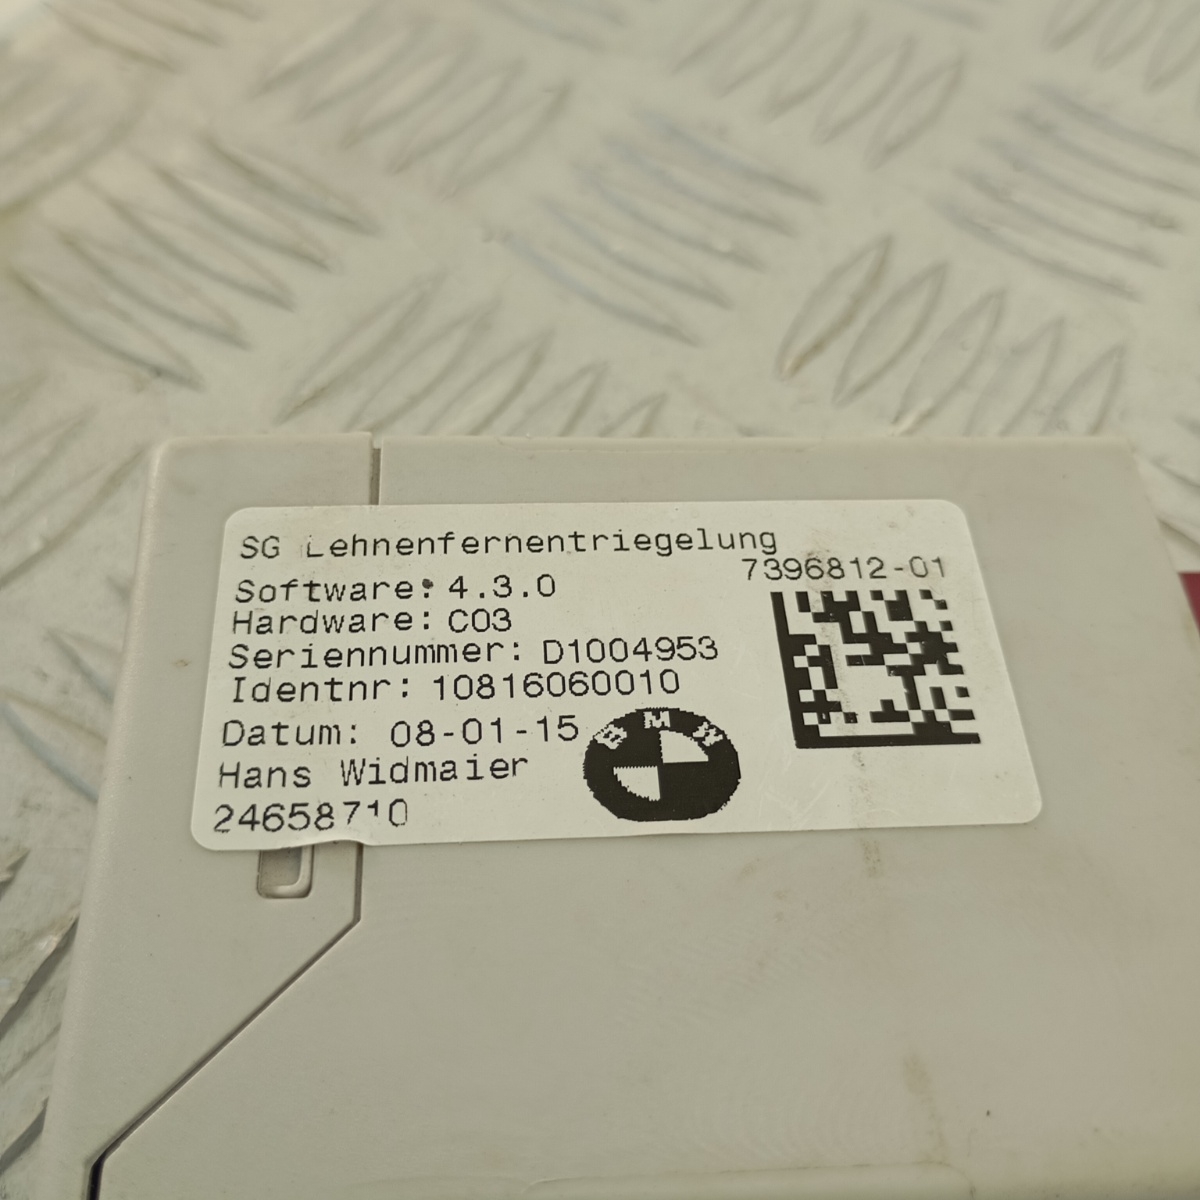 SG Lehnenfernentriegelung
7396812-01
Software: 4.3.0
Hardware: C03
Seriennummer: D1004953
Identnr: 10816060010
Datum: 08-01-15
BMW
Hans Widmaier
24658710